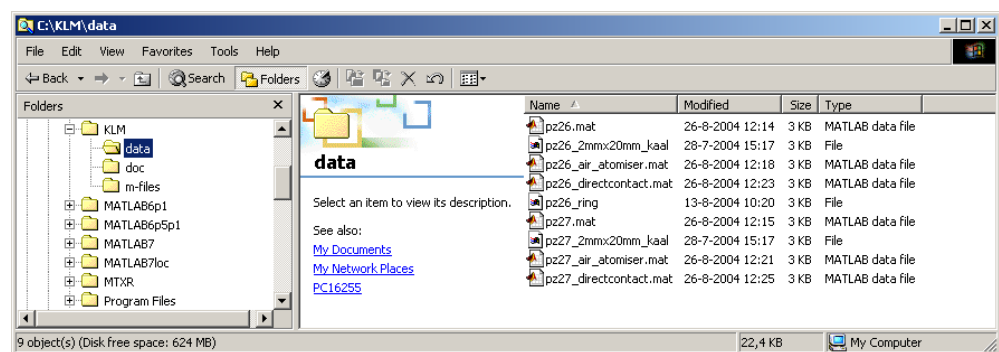 C:\KLM\data
File Edit View Favorites Tools Help
Back Search Folders
Folders
KLM
data
doc
m-files
MATLAB6p1
MATLAB6p5p1
MATLAB7
MATLAB7loc
MTXR
Program Files
data
Select an item to view its description.
See also:
My Documents
My Network Places
PC16255
Name Modified Size Type
pz26.mat 26-8-2004 12:14 3 KB MATLAB data file
pz26_2mmx20mm_kaal 28-7-2004 15:17 3 KB File
pz26_air_atomiser.mat 26-8-2004 12:18 3 KB MATLAB data file
pz26_directcontact.mat 26-8-2004 12:23 3 KB MATLAB data file
pz26_ring 13-8-2004 10:20 3 KB File
pz27.mat 26-8-2004 12:15 3 KB MATLAB data file
pz27_2mmx20mm_kaal 28-7-2004 15:17 3 KB File
pz27_air_atomiser.mat 26-8-2004 12:21 3 KB MATLAB data file
pz27_directcontact.mat 26-8-2004 12:25 3 KB MATLAB data file
9 object(s) (Disk free space: 624 MB) 22,4 KB My Computer